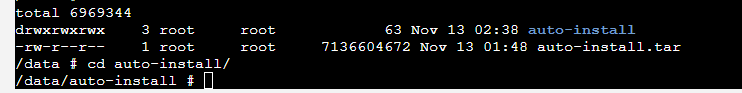 total 6969344
drwxrwxrwx    3 root     root            63 Nov 13 02:38 auto-install
-rw-r--r--    1 root     root     7136604672 Nov 13 01:48 auto-install.tar
/data # cd auto-install/
/data/auto-install #